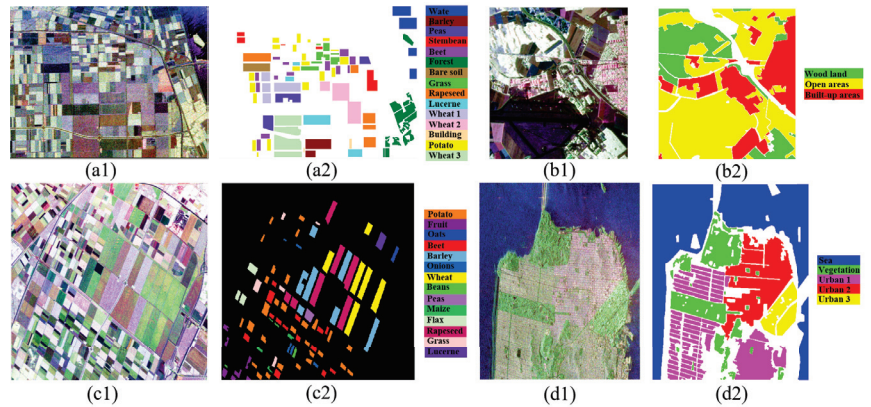 Wate
Barley
Peas
Stembean
Beet
Forest
Bare soil
Grass
Rapeseed
Lucerne
Wheat 1
Wheat 2
Building
Potato
Wheat 3
Wood land
Open areas
Built-up areas
(a1)
(a2)
(b1)
(b2)
Potato
Fruit
Oats
Beet
Barley
Onions
Wheat
Beans
Peas
Maize
Flax
Rapeseed
Grass
Lucerne
Sea
Vegetation
Urban 1
Urban 2
Urban 3
(c1)
(c2)
(d1)
(d2)